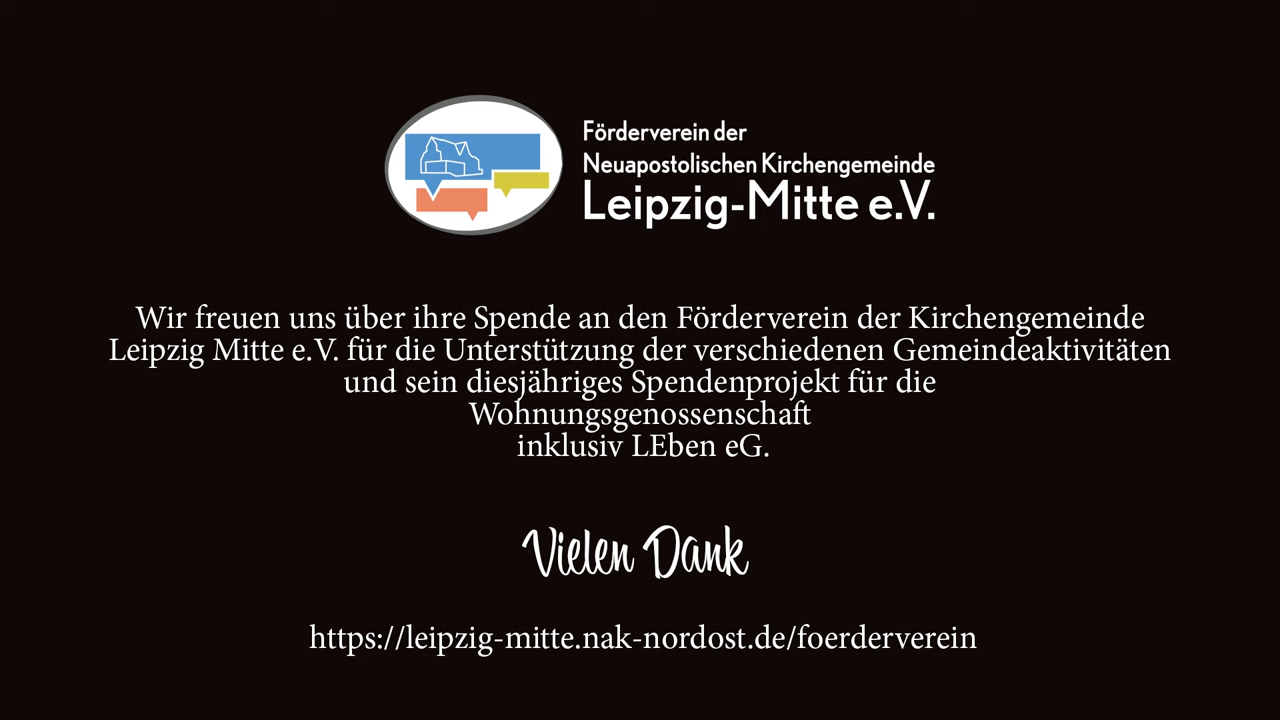 Förderverein der
Neuapostolischen Kirchengemeinde
Leipzig-Mitte e.V.
Wir freuen uns über ihre Spende an den Förderverein der Kirchengemeinde
Leipzig Mitte e.V. für die Unterstützung der verschiedenen Gemeindeaktivitäten
und sein diesjähriges Spendenprojekt für die
Wohnungsgenossenschaft
inklusiv LEben eG.
Vielen Dank
https://leipzig-mitte.nak-nordost.de/foerderverein